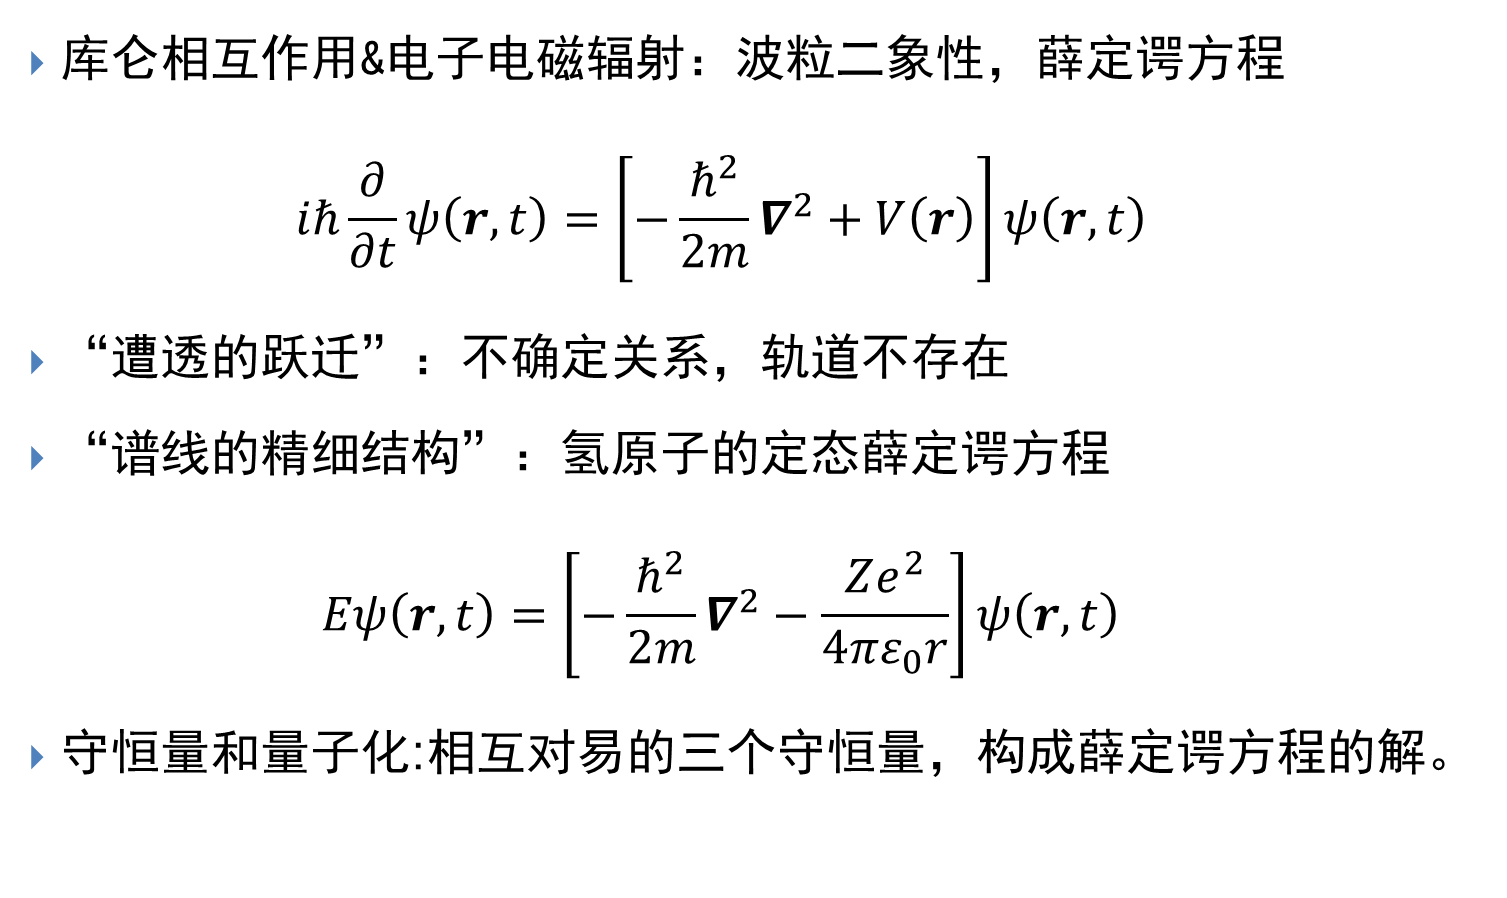 库仑相互作用&电子电磁辐射：波粒二象性，薛定谔方程
iħ ∂/∂t ψ(r,t) = [−ħ²/2m ∇² + V(r)] ψ(r,t)
“遭透的跃迁”：不确定关系，轨道不存在
“谱线的精细结构”：氢原子的定态薛定谔方程
Eψ(r,t) = [−ħ²/2m ∇² − Ze²/4πε₀r] ψ(r,t)
守恒量和量子化:相互对易的三个守恒量，构成薛定谔方程的解。